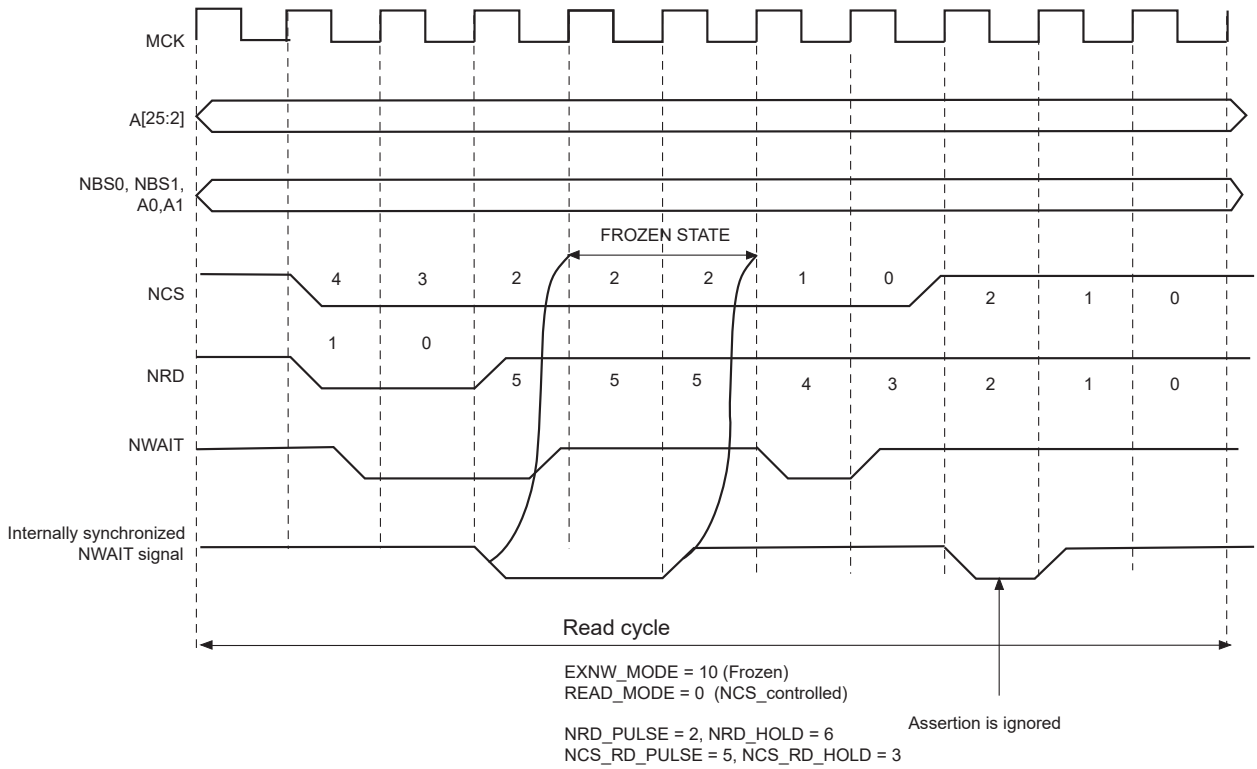 MCK
A[25:2]
NBS0, NBS1,
A0,A1
FROZEN STATE
NCS
4 3 2 2 2 1 0
2 1 0
1 0
NRD
5 5 5 4 3 2 1 0
NWAIT
Internally synchronized
NWAIT signal
Read cycle
EXNW_MODE = 10 (Frozen)
READ_MODE = 0 (NCS_controlled)
Assertion is ignored
NRD_PULSE = 2, NRD_HOLD = 6
NCS_RD_PULSE = 5, NCS_RD_HOLD = 3